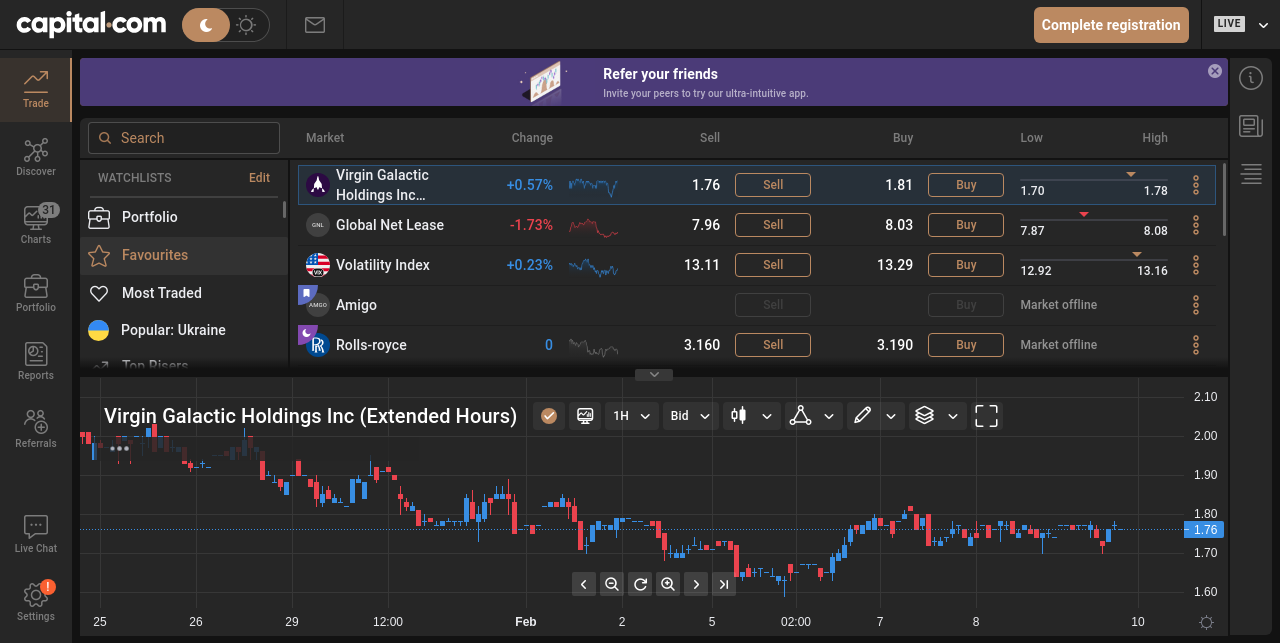 capital.com
Complete registration
LIVE
Refer your friends
Invite your peers to try our ultra-intuitive app.
Trade
Discover
31
Charts
Portfolio
Reports
Referrals
Live Chat
!
Settings
Search
WATCHLISTS Edit
Portfolio
Favourites
Most Traded
Popular: Ukraine
Top Risers
Market Change Sell Buy Low High
Virgin Galactic
Holdings Inc… +0.57% 1.76 Sell 1.81 Buy 1.70 1.78
GNL Global Net Lease -1.73% 7.96 Sell 8.03 Buy 7.87 8.08
VIX Volatility Index +0.23% 13.11 Sell 13.29 Buy 12.92 13.16
AMIGO Amigo Sell Buy Market offline
Rolls-royce 0 3.160 Sell 3.190 Buy Market offline
Virgin Galactic Holdings Inc (Extended Hours) 1H Bid
2.10
2.00
1.90
1.80
1.76
1.70
1.60
25 26 29 12:00 Feb 2 5 02:00 7 8 10